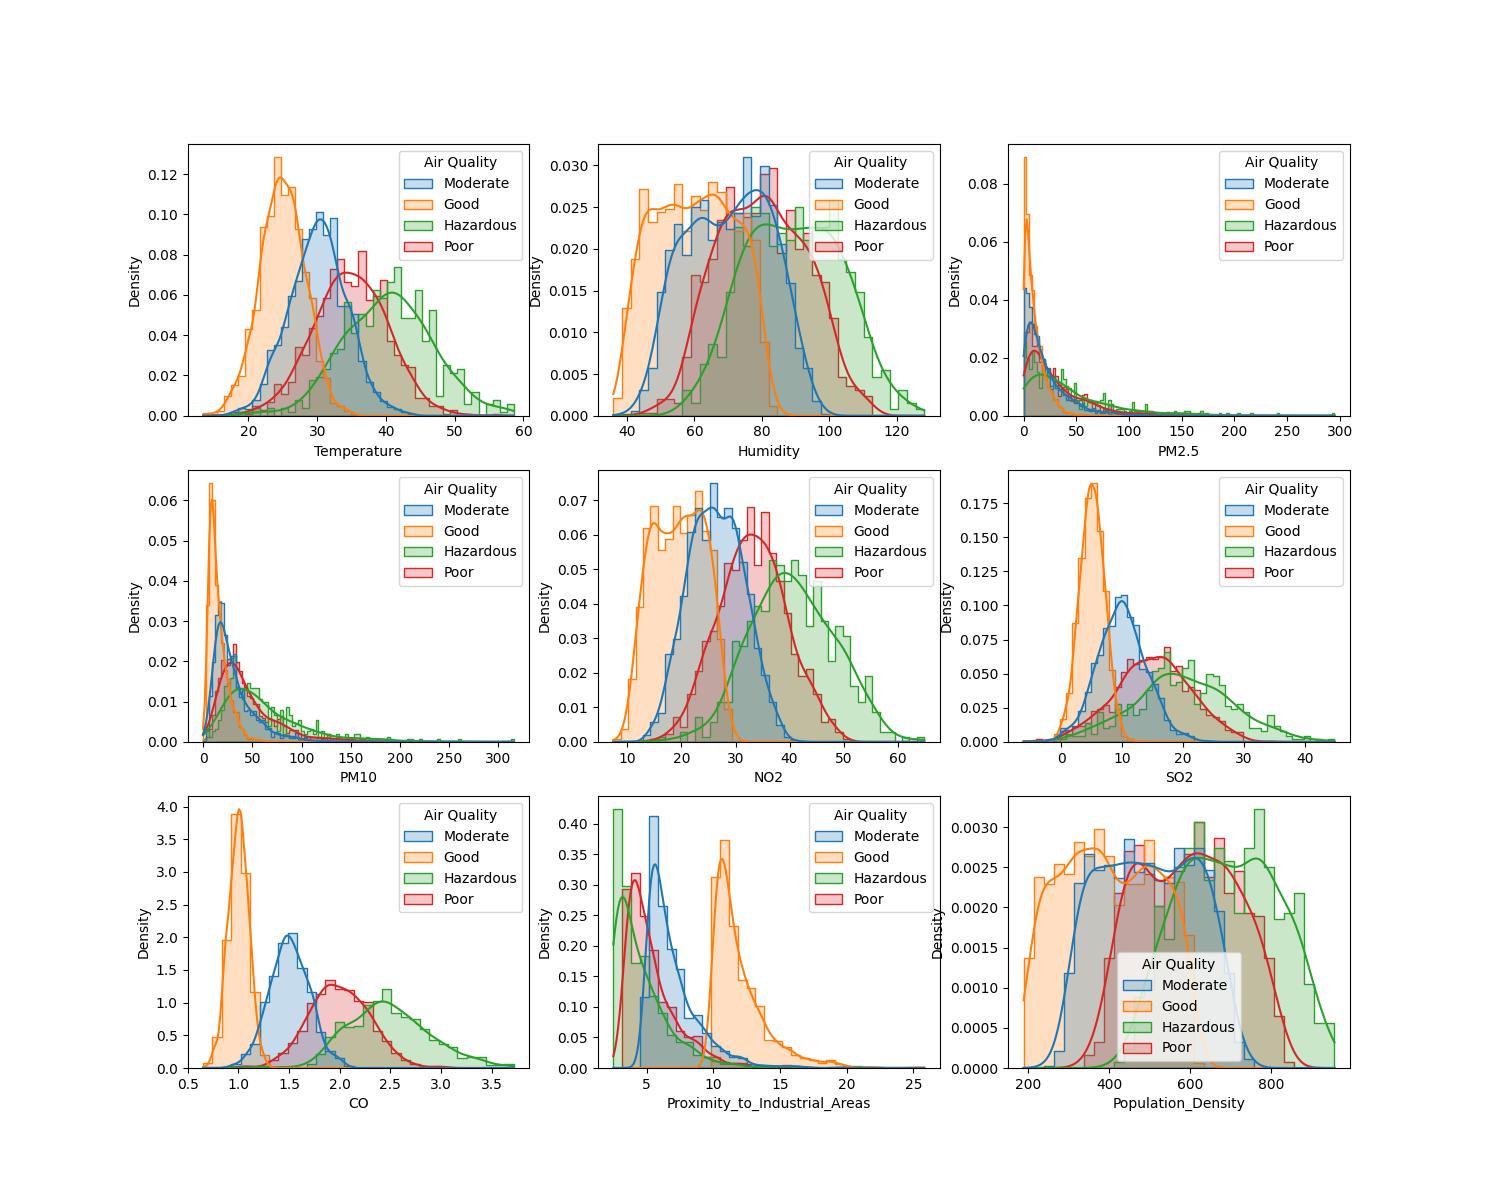 Density
0.12
0.10
0.08
0.06
0.04
0.02
0.00
20 30 40 50 60
Temperature
Air Quality
Moderate
Good
Hazardous
Poor
Density
0.030
0.025
0.020
0.015
0.010
0.005
0.000
40 60 80 100 120
Humidity
Air Quality
Moderate
Good
Hazardous
Poor
Density
0.08
0.06
0.04
0.02
0.00
0 50 100 150 200 250 300
PM2.5
Air Quality
Moderate
Good
Hazardous
Poor
Density
0.06
0.05
0.04
0.03
0.02
0.01
0.00
0 50 100 150 200 250 300
PM10
Air Quality
Moderate
Good
Hazardous
Poor
Density
0.07
0.06
0.05
0.04
0.03
0.02
0.01
0.00
10 20 30 40 50 60
NO2
Air Quality
Moderate
Good
Hazardous
Poor
Density
0.175
0.150
0.125
0.100
0.075
0.050
0.025
0.000
0 10 20 30 40
SO2
Air Quality
Moderate
Good
Hazardous
Poor
Density
4.0
3.5
3.0
2.5
2.0
1.5
1.0
0.5
0.0
0.5 1.0 1.5 2.0 2.5 3.0 3.5
CO
Air Quality
Moderate
Good
Hazardous
Poor
Density
0.40
0.35
0.30
0.25
0.20
0.15
0.10
0.05
0.00
5 10 15 20 25
Proximity_to_Industrial_Areas
Air Quality
Moderate
Good
Hazardous
Poor
Density
0.0030
0.0025
0.0020
0.0015
0.0010
0.0005
0.0000
200 400 600 800
Population_Density
Air Quality
Moderate
Good
Hazardous
Poor